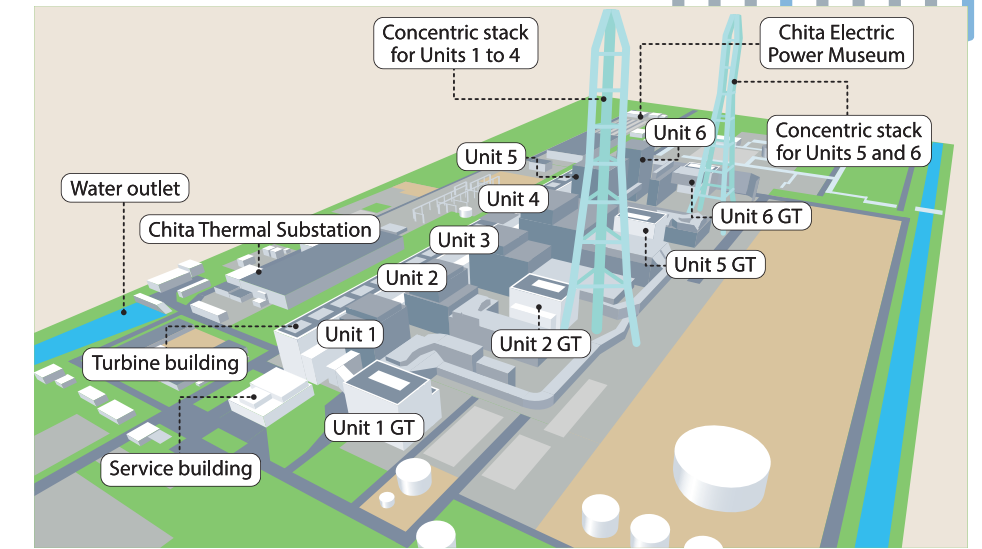 Concentric stack
for Units 1 to 4
Chita Electric
Power Museum
Unit 6
Concentric stack
for Units 5 and 6
Unit 5
Water outlet
Unit 4
Chita Thermal Substation
Unit 6 GT
Unit 3
Unit 5 GT
Unit 2
Unit 1
Unit 2 GT
Turbine building
Unit 1 GT
Service building